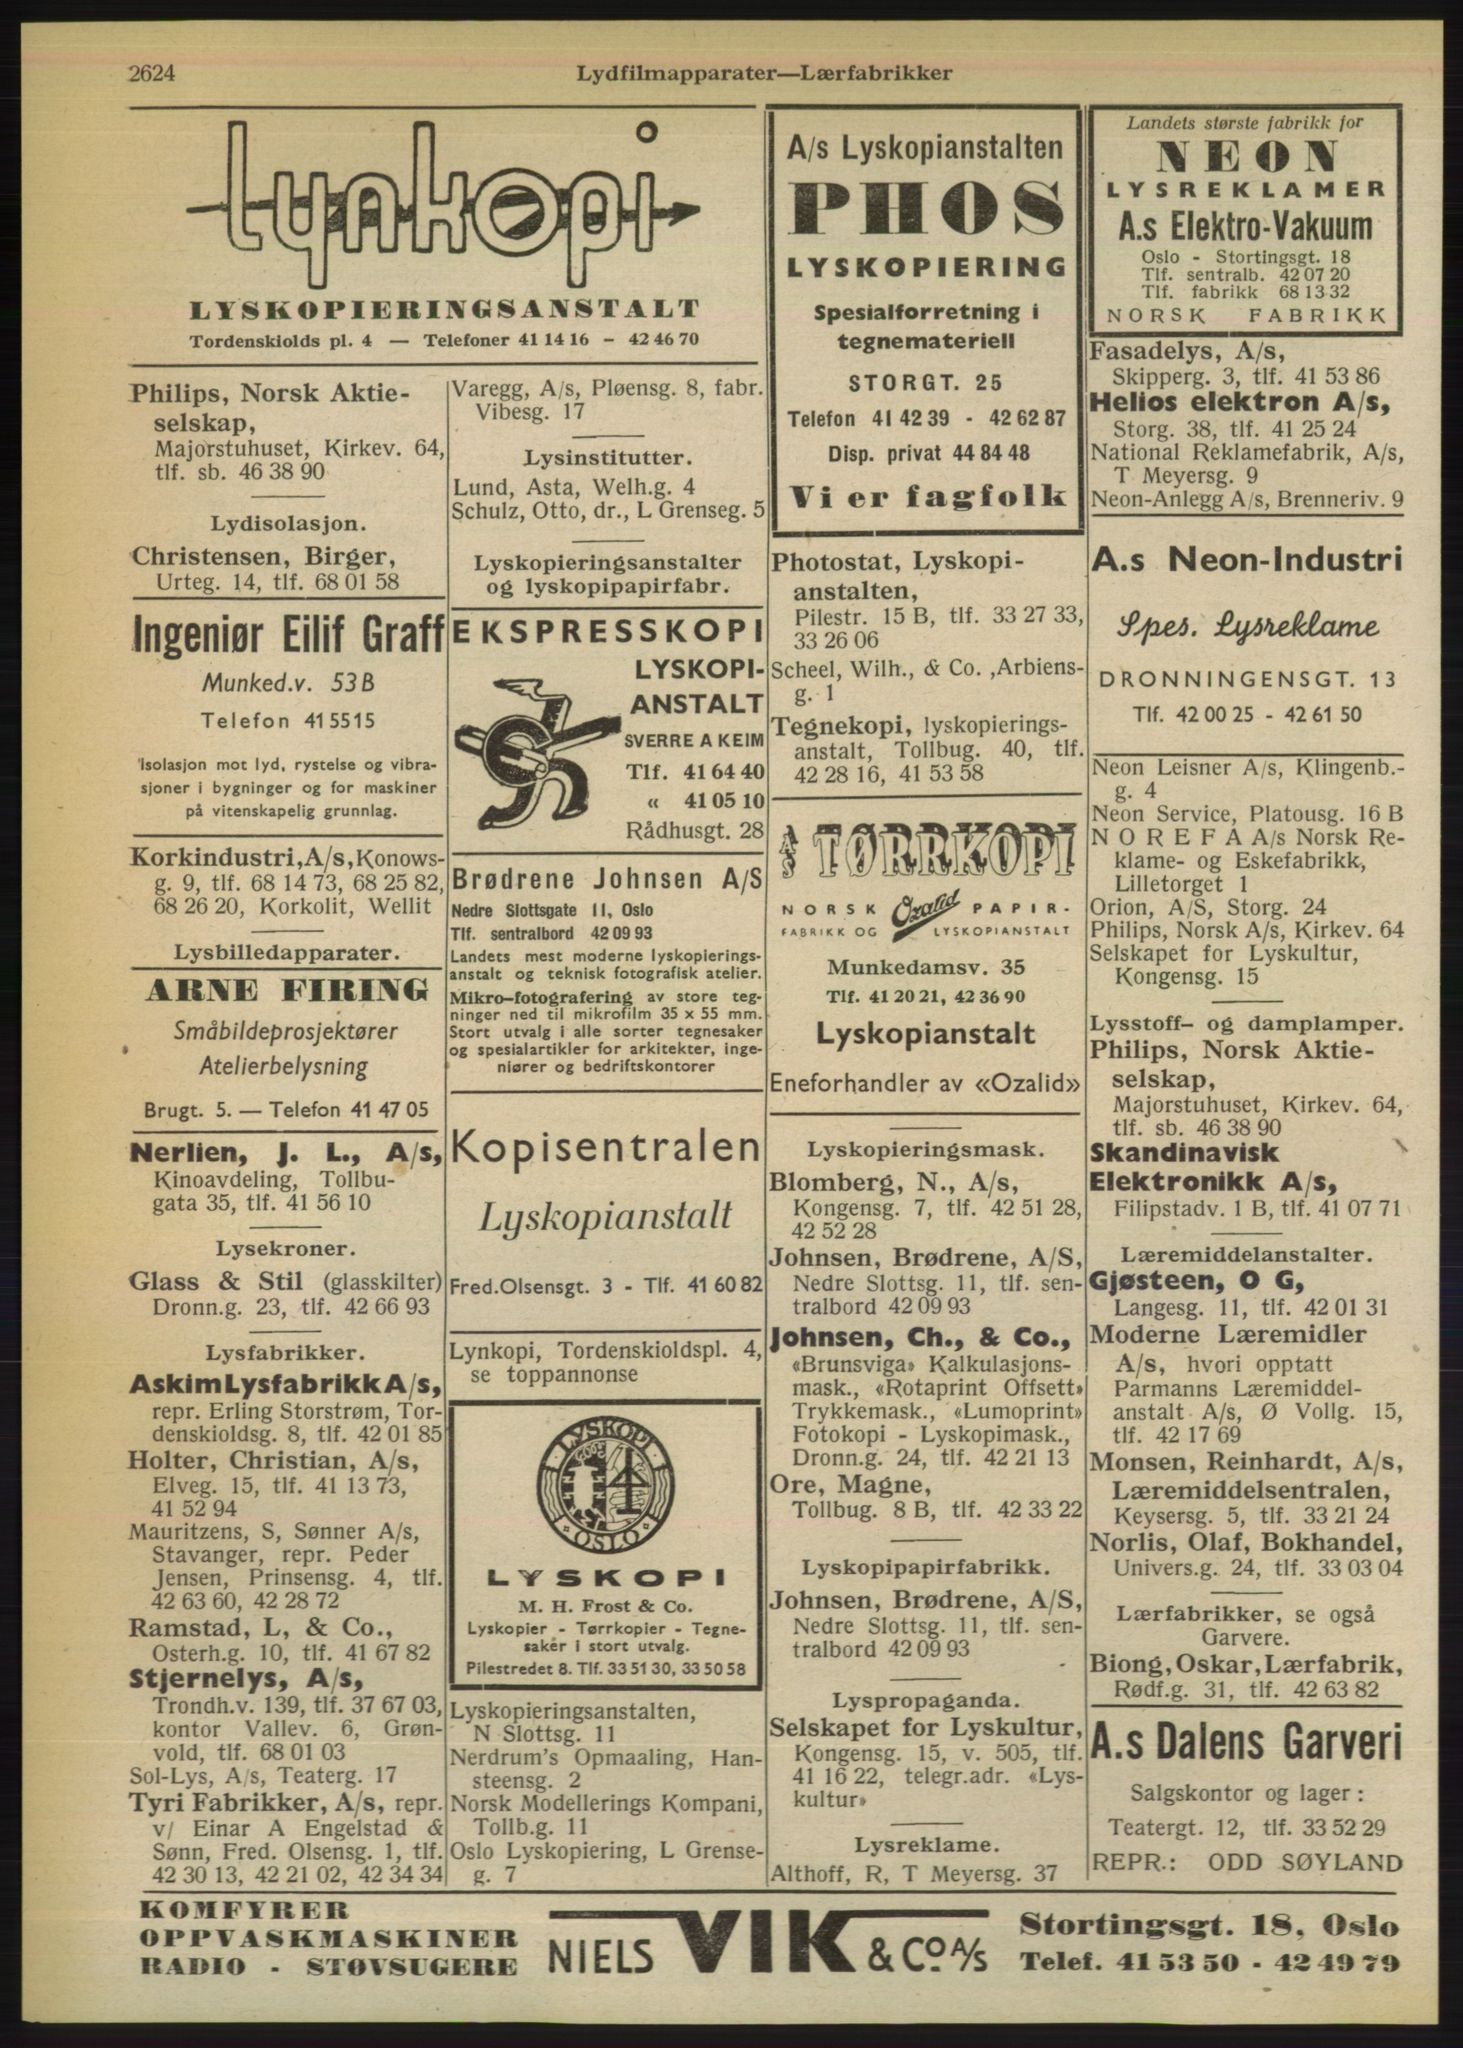 2624
Lydfilmapparater—Lærfabrikker
Lynkopi
LYSKOPIERINGSANSTALT
Tordenskiolds pl. 4 — Telefoner 41 14 16 - 42 46 70
Philips, Norsk Aktie-
selskap,
Majorstuhuset, Kirkev. 64,
tlf. sb. 46 38 90
Lydisolasjon.
Christensen, Birger,
Urteg. 14, tlf. 68 01 58
Ingeniør Eilif Graff
Munked.v. 53 B
Telefon 41 55 15
Isolasjon mot lyd, rystelse og vibra-
sjoner i bygninger og for maskiner
på vitenskapelig grunnlag.
Korkindustri, A/s, Konows-
g. 9, tlf. 68 14 73, 68 25 82,
68 26 20, Korkolit, Wellit
Lysbilledapparater.
ARNE FIRING
Småbildeprosjektører
Atelierbelysning
Brugt. 5. — Telefon 41 47 05
Nerlien, J. L., A/s,
Kinoavdeling, Tollbu-
gata 35, tlf. 41 56 10
Lysekroner.
Glass & Stil (glasskilter)
Dronn.g. 23, tlf. 42 66 93
Lysfabrikker.
Askim Lysfabrikk A/s,
repr. Erling Storstrøm, Tor-
denskioldsg. 8, tlf. 42 01 85
Holter, Christian, A/s,
Elveg. 15, tlf. 41 13 73,
41 52 94
Mauritzens, S, Sønner A/s,
Stavanger, repr. Peder
Jensen, Prinsensg. 4, tlf.
42 63 60, 42 28 72
Ramstad, L, & Co.,
Osterh.g. 10, tlf. 41 67 82
Stjernelys, A/s,
Trondh.v. 139, tlf. 37 67 03,
kontor Vallev. 6, Grøn-
vold, tlf. 68 01 03
Sol-Lys, A/s, Teaterg. 17
Tyri Fabrikker, A/s, repr.
v/ Einar A Engelstad &
Sønn, Fred. Olsensg. 1, tlf.
42 30 13, 42 21 02, 42 34 34
Varegg, A/s, Pløensg. 8, fabr.
Vibesg. 17
Lysinstitutter.
Lund, Asta, Welh.g. 4
Schulz, Otto, dr., L Grenseg. 5
Lyskopieringsanstalter
og lyskopipapirfabr.
EKSPRESSKOPI
LYSKOPI-
ANSTALT
SVERRE A KEIM
Tlf. 41 64 40
« 41 05 10
Rådhusgt. 28
Brødrene Johnsen A/S
Nedre Slottsgate 11, Oslo
Tlf. sentralbord 42 09 93
Landets mest moderne lyskopierings-
anstalt og teknisk fotografisk atelier.
Mikro-fotografering av store teg-
ninger ned til mikrofilm 35 x 55 mm.
Stort utvalg i alle sorter tegnesaker
og spesialartikler for arkitekter, inge-
niører og bedriftskontorer
Kopisentralen
Lyskopianstalt
Fred. Olsensgt. 3 - Tlf. 41 60 82
Lynkopi, Tordenskioldspl. 4,
se toppannonse
LYSKOPI
14
OSLO
LYSKOPI
M. H. Frost & Co.
Lyskopier - Tørrkopier - Tegne-
saker i stort utvalg.
Pilestredet 8. Tlf. 33 51 30, 33 50 58
Lyskopieringsanstalten,
N Slottsg. 11
Nerdrum's Opmaaling, Han-
steensg. 2
Norsk Modellerings Kompani,
Tollb.g. 11
Oslo Lyskopiering, L Grense-
g. 7
A/s Lyskopianstalten
PHOS
LYSKOPIERING
Spesialforretning i
tegnemateriell
STORGT. 25
Telefon 41 42 39 - 42 62 87
Disp. privat 44 84 48
Vi er fagfolk
Photostat, Lyskopi-
anstalten,
Pilestr. 15 B, tlf. 33 27 33,
33 26 06
Scheel, Wilh., & Co. ,Arbiens-
g. 1
Tegnekopi, lyskopierings-
anstalt, Tollbug. 40, tlf.
42 28 16, 41 53 58
A/S TØRRKOPI
NORSK Ozalid PAPIR-
FABRIKK OG LYSKOPIANSTALT
Munkedamsv. 35
Tlf. 41 20 21, 42 36 90
Lyskopianstalt
Eneforhandler av «Ozalid»
Lyskopieringsmask.
Blomberg, N., A/s,
Kongensg. 7, tlf. 42 51 28,
42 52 28
Johnsen, Brødrene, A/S,
Nedre Slottsg. 11, tlf. sen-
tralbord 42 09 93
Johnsen, Ch., & Co.,
«Brunsviga» Kalkulasjons-
mask., «Rotaprint Offsett»
Trykkemask., «Lumoprint»
Fotokopi - Lyskopimask.,
Dronn.g. 24, tlf. 42 21 13
Ore, Magne,
Tollbug. 8 B, tlf. 42 33 22
Lyskopipapirfabrikk.
Johnsen, Brødrene, A/S,
Nedre Slottsg. 11, tlf. sen-
tralbord 42 09 93
Lyspropaganda.
Selskapet for Lyskultur,
Kongensg. 15, v. 505, tlf.
41 16 22, telegr.adr. «Lys-
kultur»
Lysreklame.
Althoff, R, T Meyersg. 37
Landets største fabrikk for
NEON
LYSREKLAMER
A.s Elektro-Vakuum
Oslo - Stortingsgt. 18
Tlf. sentralb. 42 07 20
Tlf. fabrikk 68 13 32
NORSK FABRIKK
Fasadelys, A/s,
Skipperg. 3, tlf. 41 53 86
Helios elektron A/s,
Storg. 38, tlf. 41 25 24
National Reklamefabrik, A/s,
T Meyersg. 9
Neon-Anlegg A/s, Brenneriv. 9
A.s Neon-Industri
Spes. Lysreklame
DRONNINGENSGT. 13
Tlf. 42 00 25 - 42 61 50
Neon Leisner A/s, Klingenb.-
g. 4
Neon Service, Platousg. 16 B
NOREFA A/s Norsk Re-
klame- og Eskefabrikk,
Lilletorget 1
Orion, A/S, Storg. 24
Philips, Norsk A/s, Kirkev. 64
Selskapet for Lyskultur,
Kongensg. 15
Lysstoff- og damplamper.
Philips, Norsk Aktie-
selskap,
Majorstuhuset, Kirkev. 64,
tlf. sb. 46 38 90
Skandinavisk
Elektronikk A/s,
Filipstadv. 1 B, tlf. 41 07 71
Læremiddelanstalter.
Gjøsteen, O G,
Langesg. 11, tlf. 42 01 31
Moderne Læremidler
A/s, hvori opptatt
Parmanns Læremiddel-
anstalt A/s, Ø Vollg. 15,
tlf. 42 17 69
Monsen, Reinhardt, A/s,
Læremiddelsentralen,
Keysersg. 5, tlf. 33 21 24
Norlis, Olaf, Bokhandel,
Univers.g. 24, tlf. 33 03 04
Lærfabrikker, se også
Garvere.
Biong, Oskar, Lærfabrik,
Rødf.g. 31, tlf. 42 63 82
A.s Dalens Garveri
Salgskontor og lager :
Teatergt. 12, tlf. 33 52 29
REPR.: ODD SØYLAND
KOMFYRER
OPPVASKMASKINER
RADIO - STØVSUGERE
NIELS VIK & Co. A/s
Stortingsgt. 18, Oslo
Telef. 41 53 50 - 42 49 79